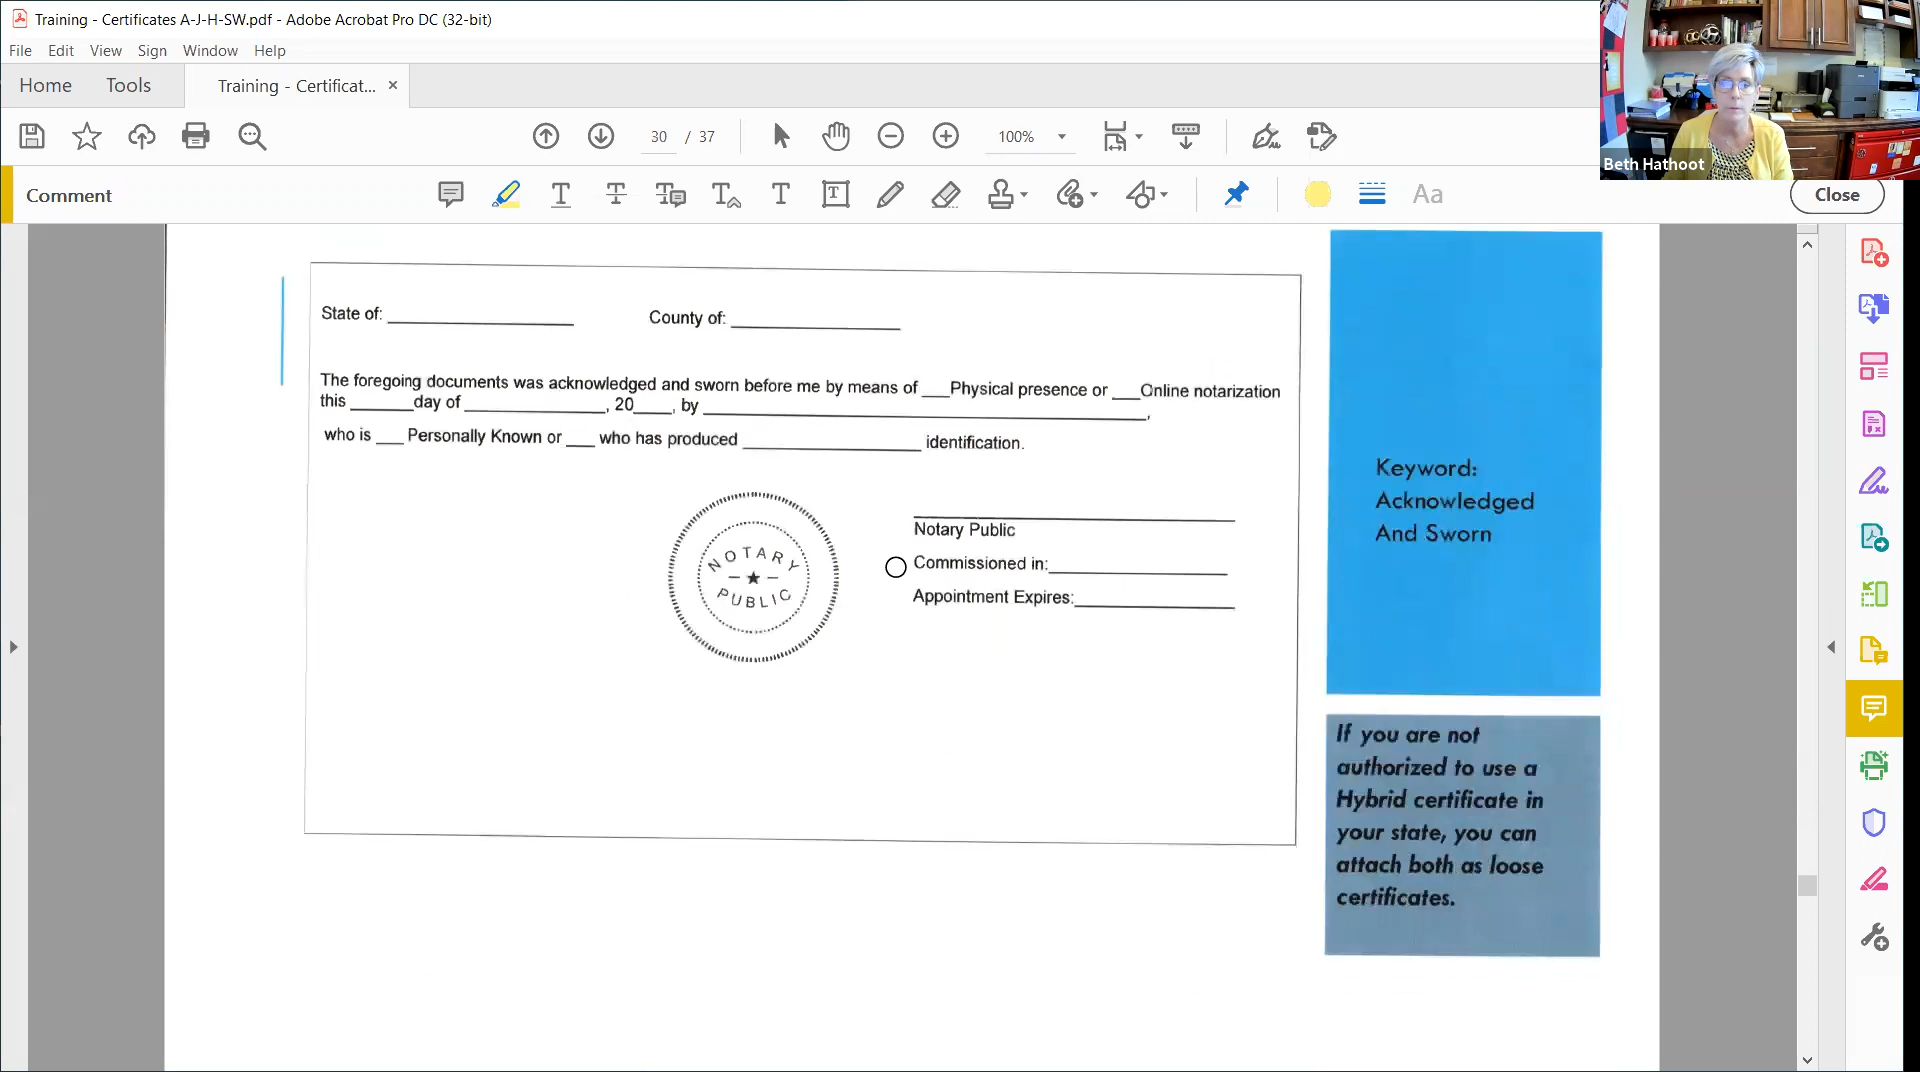 Training - Certificates A-J-H-SW.pdf - Adobe Acrobat Pro DC (32-bit)
File Edit View Sign Window Help
Home Tools Training - Certificat... ×
30 / 37 100%
Comment
Aa
Close
Beth Hathoot
State of: ____________ County of: ____________
The foregoing documents was acknowledged and sworn before me by means of ___Physical presence or ___Online notarization
this ______day of ______________, 20____, by ____________________________,
who is ___ Personally Known or ___ who has produced __________________ identification.
NOTARY
PUBLIC
Notary Public
Commissioned in:__________________
Appointment Expires:________________
Keyword:
Acknowledged
And Sworn
If you are not
authorized to use a
Hybrid certificate in
your state, you can
attach both as loose
certificates.